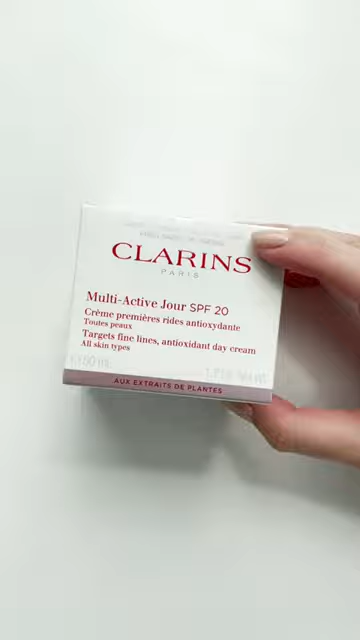 CLARINS
PARIS
Multi-Active Jour SPF 20
Crème premières rides antioxydante
Toutes peaux
Targets fine lines, antioxidant day cream
All skin types
AUX EXTRAITS DE PLANTES